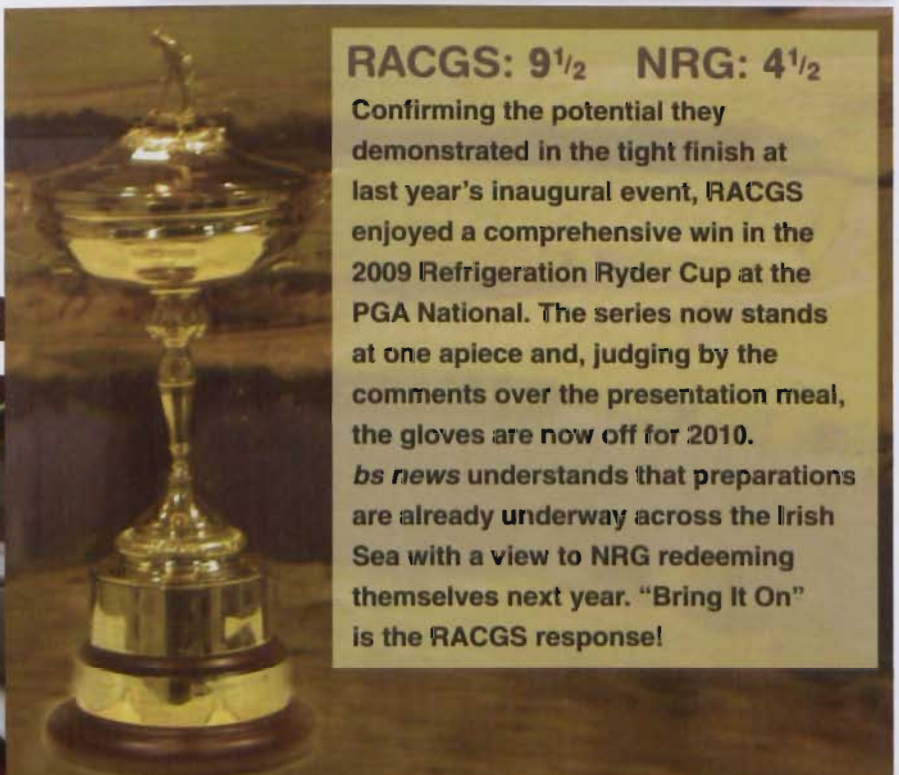 RACGS: 9½ NRG: 4½
Confirming the potential they
demonstrated in the tight finish at
last year's inaugural event, RACGS
enjoyed a comprehensive win in the
2009 Refrigeration Ryder Cup at the
PGA National. The series now stands
at one apiece and, judging by the
comments over the presentation meal,
the gloves are now off for 2010.
bs news understands that preparations
are already underway across the Irish
Sea with a view to NRG redeeming
themselves next year. “Bring It On”
is the RACGS response!